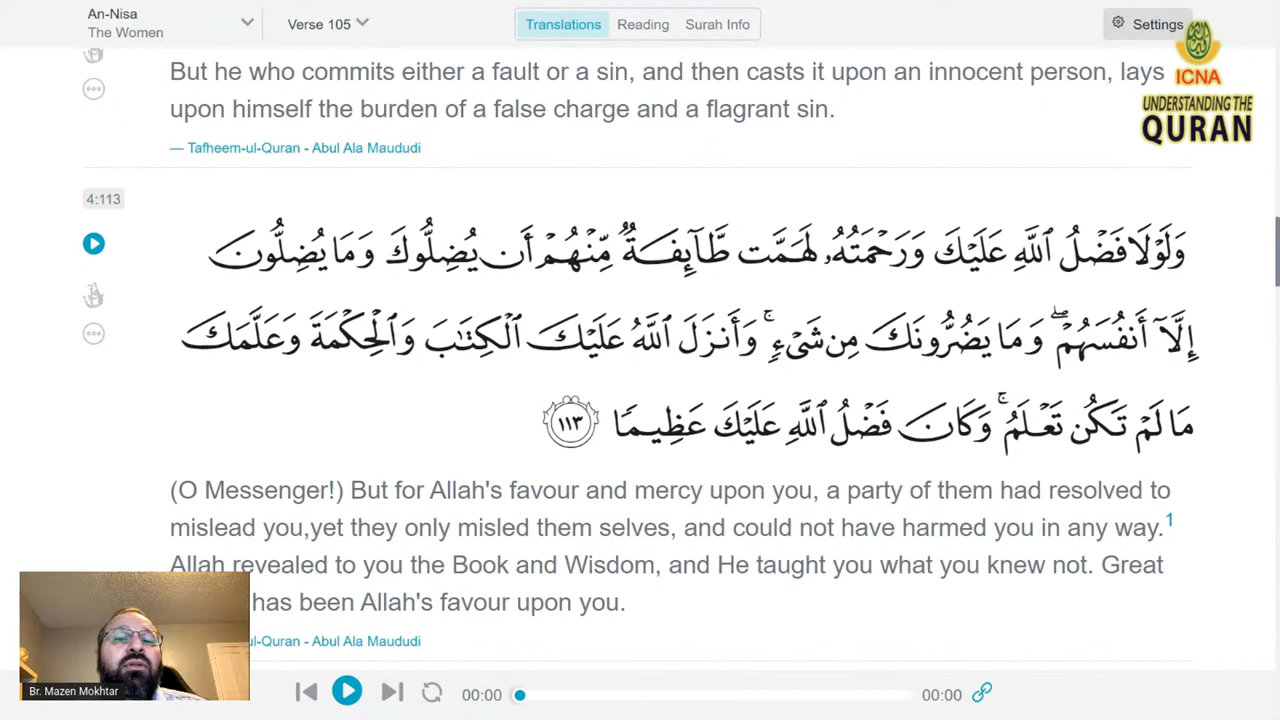 An-Nisa
The Women
Verse 105
Translations
Reading
Surah Info
Settings
ICNA
UNDERSTANDING THE
QURAN
But he who commits either a fault or a sin, and then casts it upon an innocent person, lays
upon himself the burden of a false charge and a flagrant sin.
— Tafheem-ul-Quran - Abul Ala Maududi
4:113
وَلَوْلَا فَضْلُ ٱللَّهِ عَلَيْكَ وَرَحْمَتُهُۥ لَهَمَّت طَّآئِفَةٌ مِّنْهُمْ أَن يُضِلُّوكَ وَمَا يُضِلُّونَ
إِلَّآ أَنفُسَهُمْ ۖ وَمَا يَضُرُّونَكَ مِن شَىْءٍ ۚ وَأَنزَلَ ٱللَّهُ عَلَيْكَ ٱلْكِتَـٰبَ وَٱلْحِكْمَةَ وَعَلَّمَكَ
مَا لَمْ تَكُن تَعْلَمُ ۚ وَكَانَ فَضْلُ ٱللَّهِ عَلَيْكَ عَظِيمًا ١١٣
(O Messenger!) But for Allah's favour and mercy upon you, a party of them had resolved to
mislead you,yet they only misled them selves, and could not have harmed you in any way. 1
Allah revealed to you the Book and Wisdom, and He taught you what you knew not. Great
has been Allah's favour upon you.
ul-Quran - Abul Ala Maududi
Br. Mazen Mokhtar
00:00
00:00